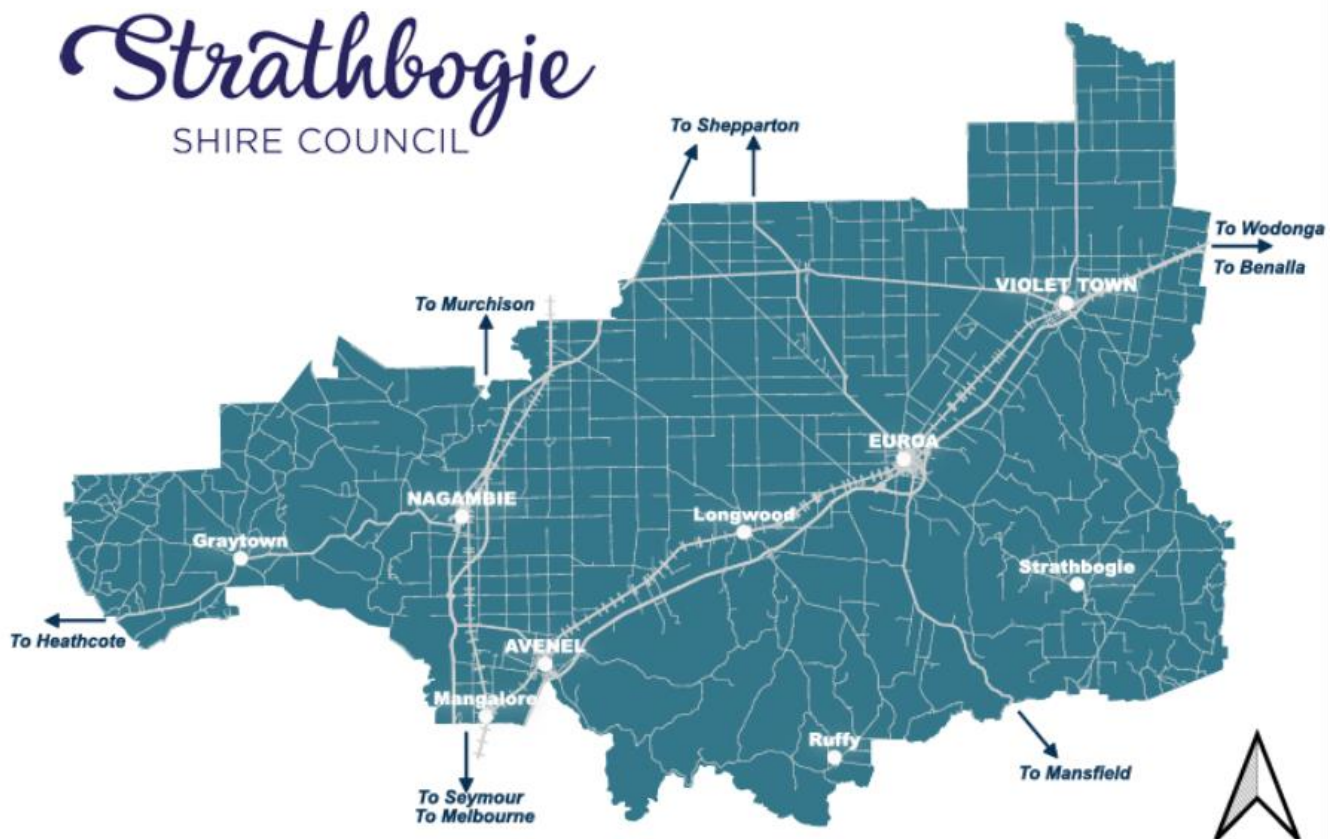 Strathbogie
SHIRE COUNCIL
To Shepparton
To Wodonga
To Benalla
VIOLET TOWN
To Murchison
EUROA
NAGAMBIE
Longwood
Graytown
Strathbogie
To Heathcote
AVENEL
Mangalore
Ruffy
To Mansfield
To Seymour
To Melbourne